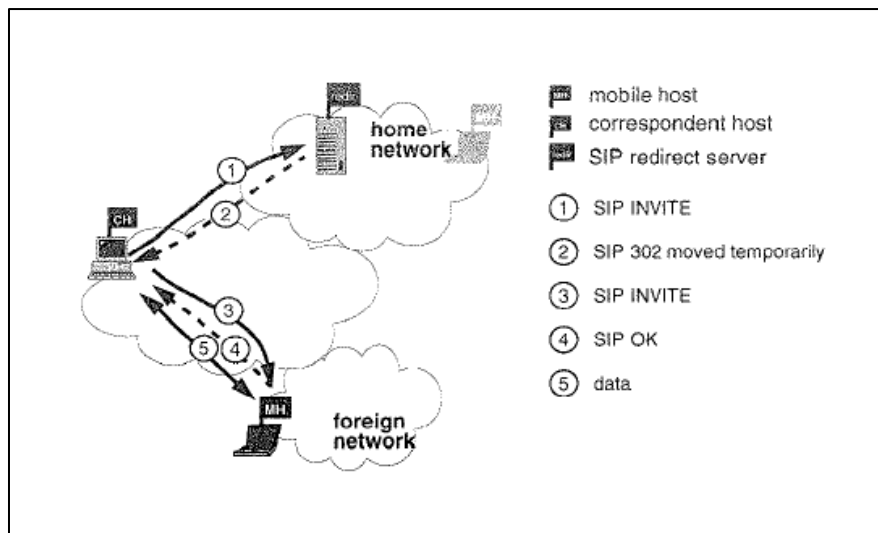 redir
home
network
1
2
CH
3
5
4
MH
foreign
network
mobile host
correspondent host
SIP redirect server
1 SIP INVITE
2 SIP 302 moved temporarily
3 SIP INVITE
4 SIP OK
5 data